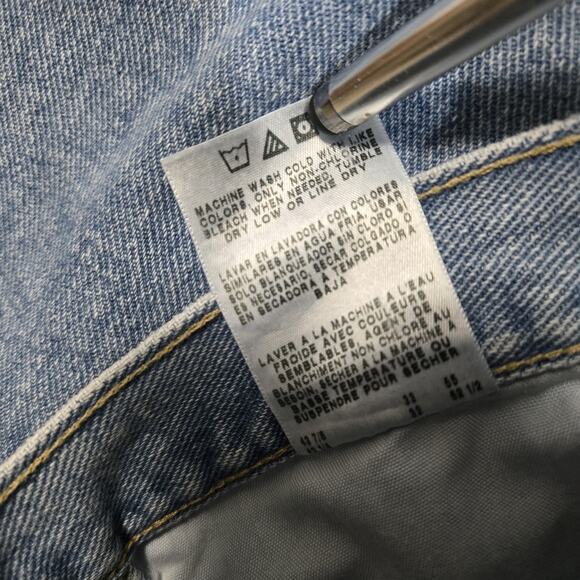 MACHINE WASH COLD WITH LIKE
COLORS. ONLY NON-CHLORINE
BLEACH WHEN NEEDED. TUMBLE
DRY LOW OR LINE DRY
LAVAR EN LAVADORA CON COLORES
SIMILARES EN AGUA FRIA. USAR
SOLO BLANQUEADOR SIN CLORO SI
ES NECESARIO. SECAR COLGADO O
EN SECADORA A TEMPERATURA
BAJA
LAVER A LA MACHINE A L'EAU
FROIDE AVEC COULEURS
SEMBLABLES. AGENT DE
BLANCHIMENT NON CHLORE AU
BESOIN. SECHER A LA MACHINE A
BASSE TEMPERATURE OU
SUSPENDRE POUR SECHER